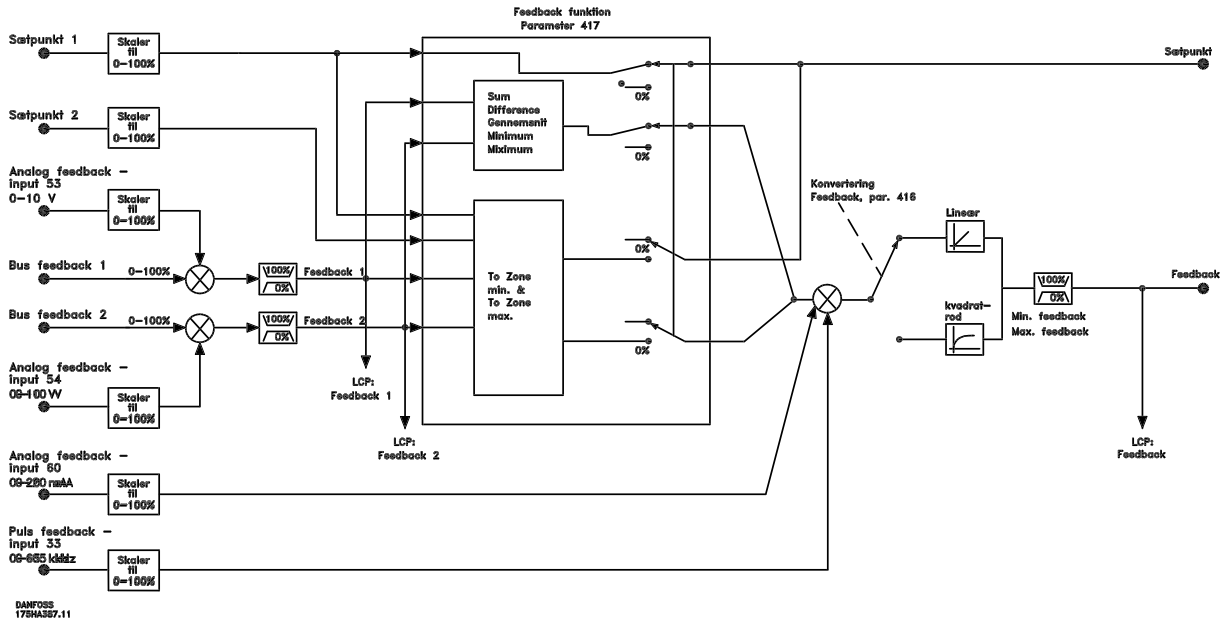 Feedback funktion
Parameter 417
Sætpunkt 1
Skaler
til
0-100%
Sætpunkt
0%
Sum
Difference
Gennemsnit
Minimum
Miximum
0%
Sætpunkt 2
Skaler
til
0-100%
Analog feedback -
input 53
0-10 V
Skaler
til
0-100%
Konvertering
Feedback, par. 416
Lineær
Bus feedback 1
0-100%
100%
0%
Feedback 1
To Zone
min. &
To Zone
max.
0%
0%
100%
0%
Feedback
Min. feedback
Max. feedback
kvadrat-
rod
Bus feedback 2
0-100%
100%
0%
Feedback 2
Analog feedback -
input 54
Skaler
til
0-100%
LCP:
Feedback 1
LCP:
Feedback 2
LCP:
Feedback
Analog feedback -
input 60
Skaler
til
0-100%
Puls feedback -
input 33
Skaler
til
0-100%
DANFOSS
175HA387.11